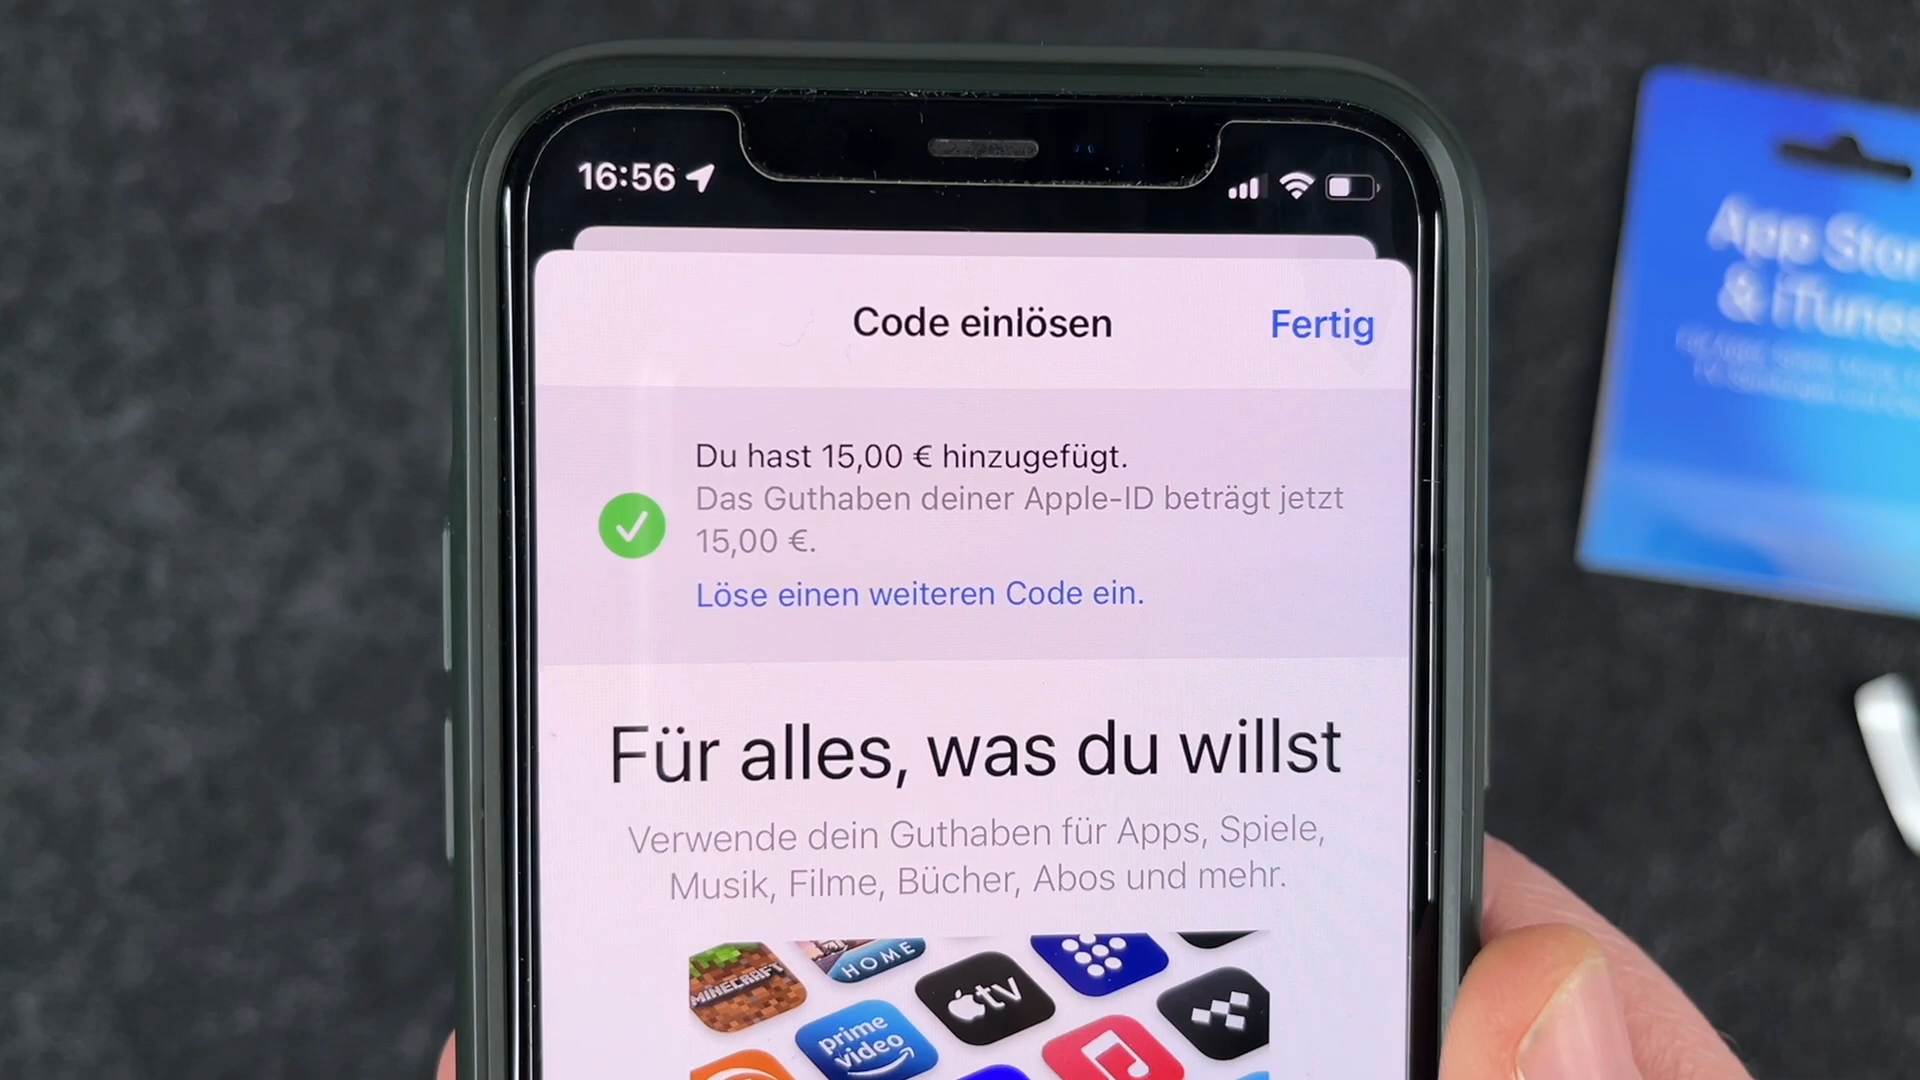 16:56
Code einlösen
Fertig
Du hast 15,00 € hinzugefügt.
Das Guthaben deiner Apple-ID beträgt jetzt
15,00 €.
Löse einen weiteren Code ein.
Für alles, was du willst
Verwende dein Guthaben für Apps, Spiele,
Musik, Filme, Bücher, Abos und mehr.
MINECRAFT
HOME
tv
prime
video
App Stor
& iTunes